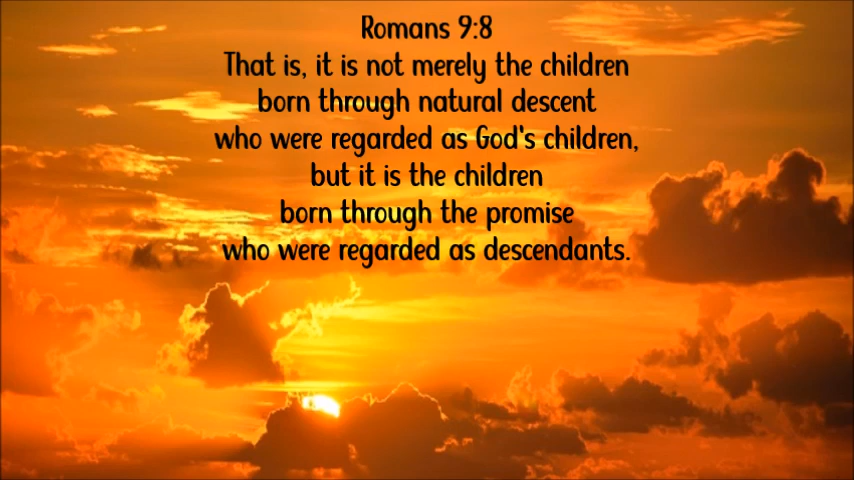 Romans 9:8
That is, it is not merely the children
born through natural descent
who were regarded as God's children,
but it is the children
born through the promise
who were regarded as descendants.